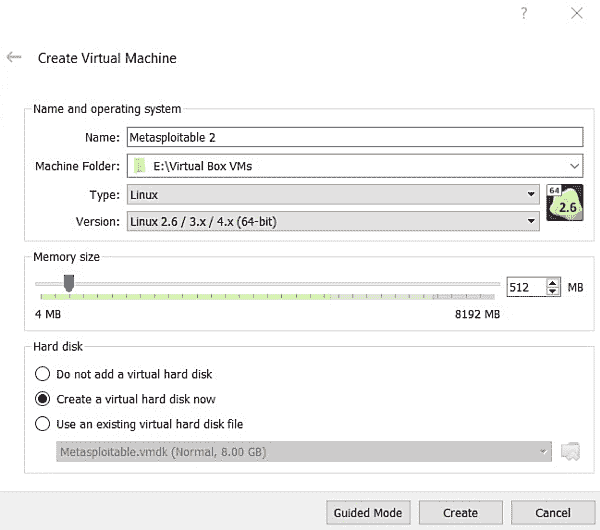 ?
Create Virtual Machine
Name and operating system
Name: Metasploitable 2
Machine Folder: E:\Virtual Box VMs
Type: Linux
64
2.6
Version: Linux 2.6 / 3.x / 4.x (64-bit)
Memory size
512 MB
4 MB 8192 MB
Hard disk
Do not add a virtual hard disk
Create a virtual hard disk now
Use an existing virtual hard disk file
Metasploitable.vmdk (Normal, 8.00 GB)
Guided Mode Create Cancel